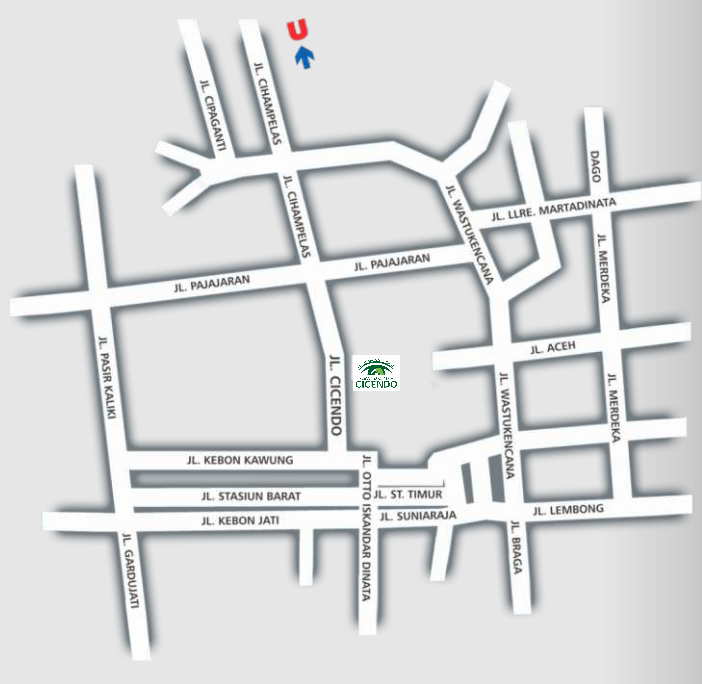 U
JL. CIPAGANTI
JL. CIHAMPELAS
DAGO
JL. CIHAMPELAS
JL. WASTUKENCANA
JL. LLRE. MARTADINATA
JL. PAJAJARAN
JL. PAJAJARAN
JL. MERDEKA
JL. PASIR KALIKI
JL. CICENDO
CICENDO
JL. ACEH
JL. WASTUKENCANA
JL. MERDEKA
JL. KEBON KAWUNG
JL. OTTO ISKANDAR DINATA
JL. STASIUN BARAT
JL. ST. TIMUR
JL. KEBON JATI
JL. SUNIARAJA
JL. LEMBONG
JL. GARDUJATI
JL. BRAGA